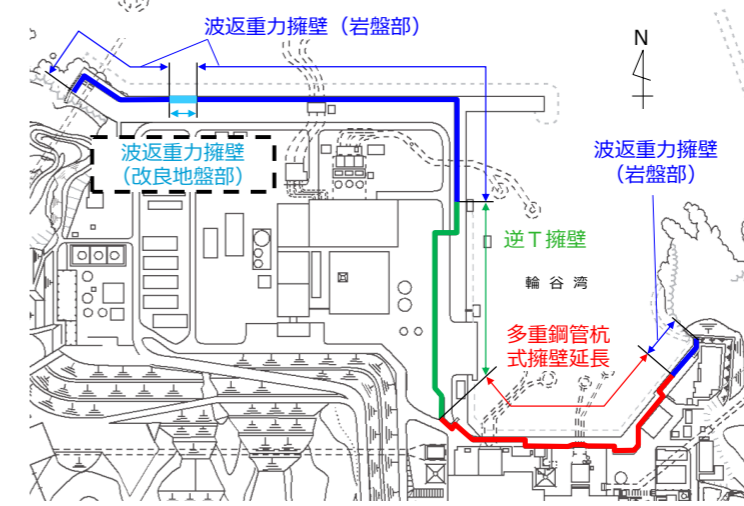 波返重力擁壁（岩盤部）
N
波返重力擁壁
（改良地盤部）
波返重力擁壁
（岩盤部）
逆Ｔ擁壁
輪谷湾
多重鋼管杭
式擁壁延長